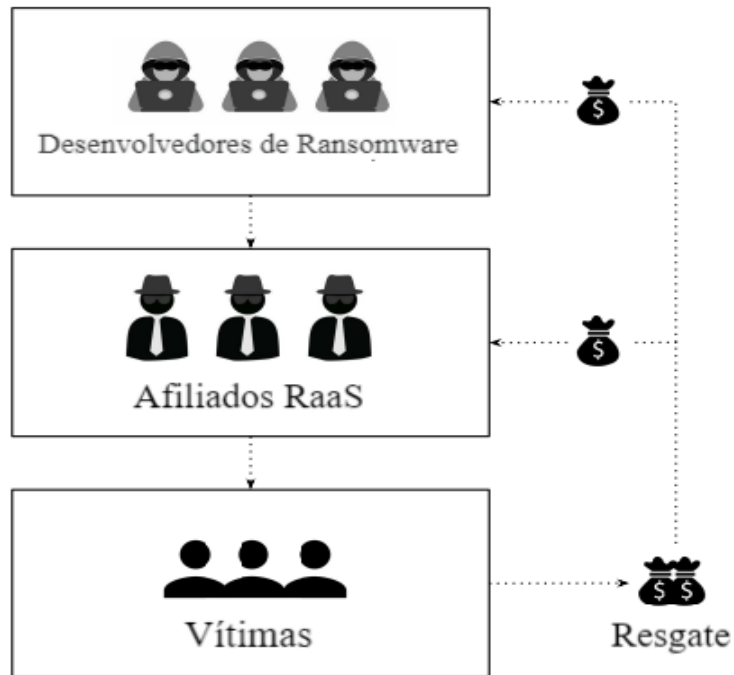 Desenvolvedores de Ransomware
$
Afiliados RaaS
$
Vítimas
$ $
Resgate